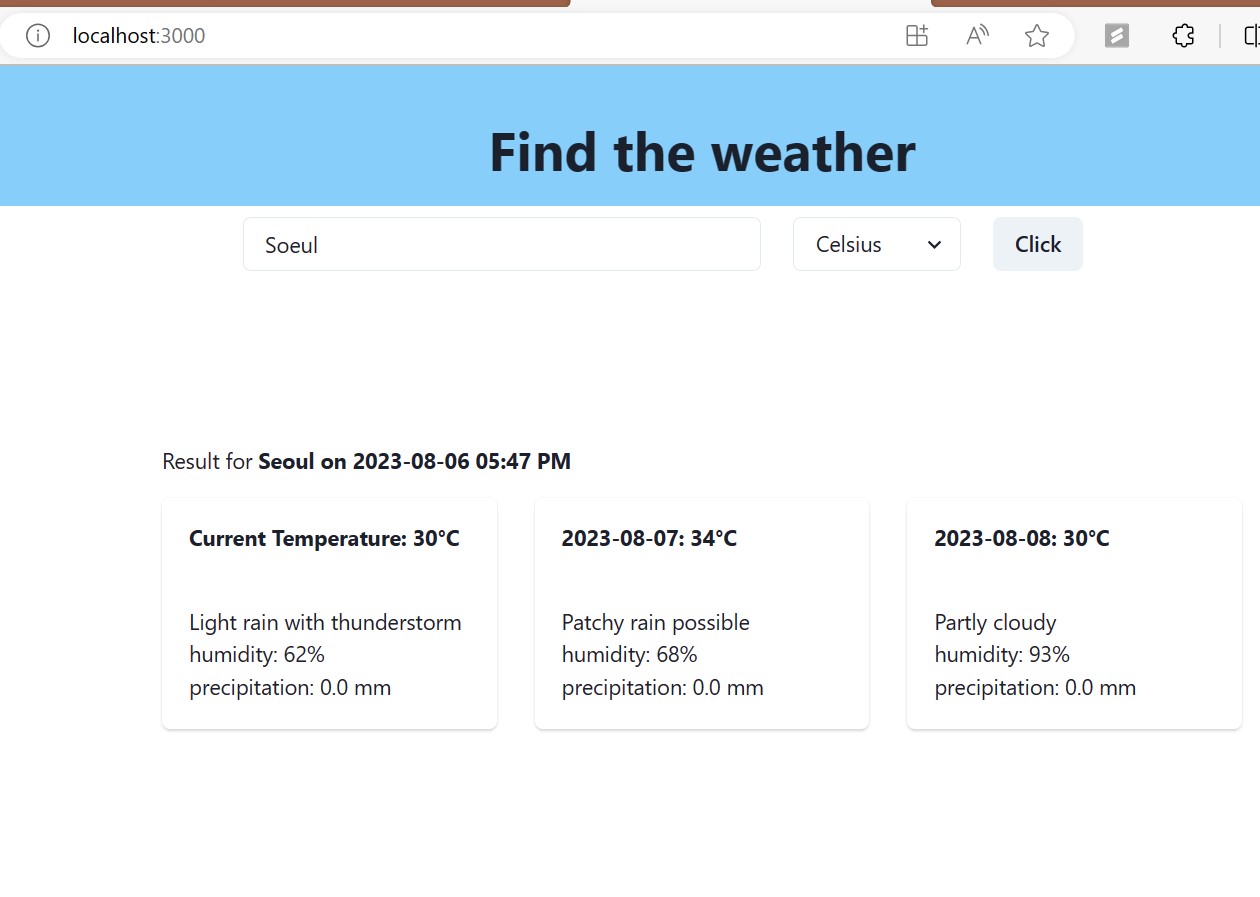 localhost:3000
Find the weather
Soeul
Celsius
Click
Result for Seoul on 2023-08-06 05:47 PM
Current Temperature: 30°C
Light rain with thunderstorm
humidity: 62%
precipitation: 0.0 mm
2023-08-07: 34°C
Patchy rain possible
humidity: 68%
precipitation: 0.0 mm
2023-08-08: 30°C
Partly cloudy
humidity: 93%
precipitation: 0.0 mm